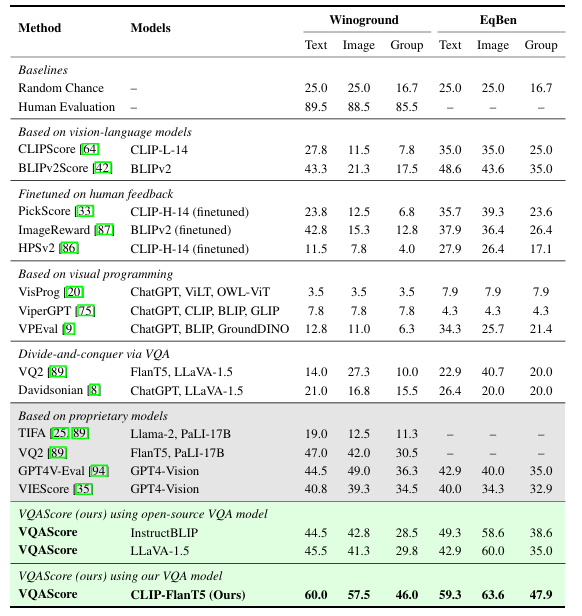 Method Models Winoground EqBen
Text Image Group Text Image Group
Baselines
Random Chance – 25.0 25.0 16.7 25.0 25.0 16.7
Human Evaluation – 89.5 88.5 85.5 – – –
Based on vision-language models
CLIPScore [64] CLIP-L-14 27.8 11.5 7.8 35.0 35.0 25.0
BLIPv2Score [42] BLIPv2 43.3 21.3 17.5 48.6 43.6 35.0
Finetuned on human feedback
PickScore [33] CLIP-H-14 (finetuned) 23.8 12.5 6.8 35.7 39.3 23.6
ImageReward [87] BLIPv2 (finetuned) 42.8 15.3 12.8 37.9 36.4 26.4
HPSv2 [86] CLIP-H-14 (finetuned) 11.5 7.8 4.0 27.9 26.4 17.1
Based on visual programming
VisProg [20] ChatGPT, ViLT, OWL-ViT 3.5 3.5 3.5 7.9 7.9 7.9
ViperGPT [75] ChatGPT, CLIP, BLIP, GLIP 7.8 7.8 7.8 4.3 4.3 4.3
VPEval [9] ChatGPT, BLIP, GroundDINO 12.8 11.0 6.3 34.3 25.7 21.4
Divide-and-conquer via VQA
VQ2 [89] FlanT5, LLaVA-1.5 14.0 27.3 10.0 22.9 40.7 20.0
Davidsonian [8] ChatGPT, LLaVA-1.5 21.0 16.8 15.5 26.4 20.0 20.0
Based on proprietary models
TIFA [25, 89] Llama-2, PaLI-17B 19.0 12.5 11.3 – – –
VQ2 [89] FlanT5, PaLI-17B 47.0 42.0 30.5 – – –
GPT4V-Eval [94] GPT4-Vision 44.5 49.0 36.3 42.9 40.0 35.0
VIEScore [35] GPT4-Vision 40.8 39.3 34.5 40.0 34.3 32.9
VQAScore (ours) using open-source VQA model
VQAScore InstructBLIP 44.5 42.8 28.5 49.3 58.6 38.6
VQAScore LLaVA-1.5 45.5 41.3 29.8 42.9 60.0 35.0
VQAScore (ours) using our VQA model
VQAScore CLIP-FlanT5 (Ours) 60.0 57.5 46.0 59.3 63.6 47.9